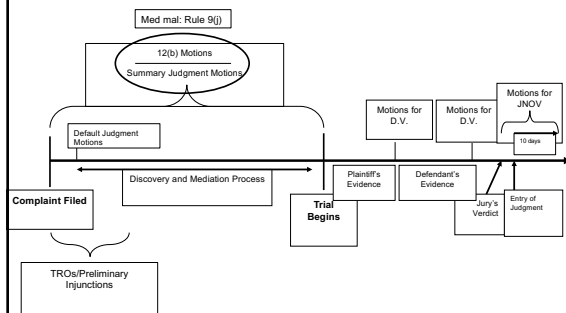 Med mal: Rule 9(j)
12(b) Motions
Summary Judgment Motions
Motions for
JNOV
10 days
Motions for
D.V.
Motions for
D.V.
Default Judgment
Motions
Discovery and Mediation Process
Plaintiff's
Evidence
Defendant's
Evidence
Complaint Filed
Trial
Begins
Jury's
Verdict
Entry of
Judgment
TROs/Preliminary
Injunctions